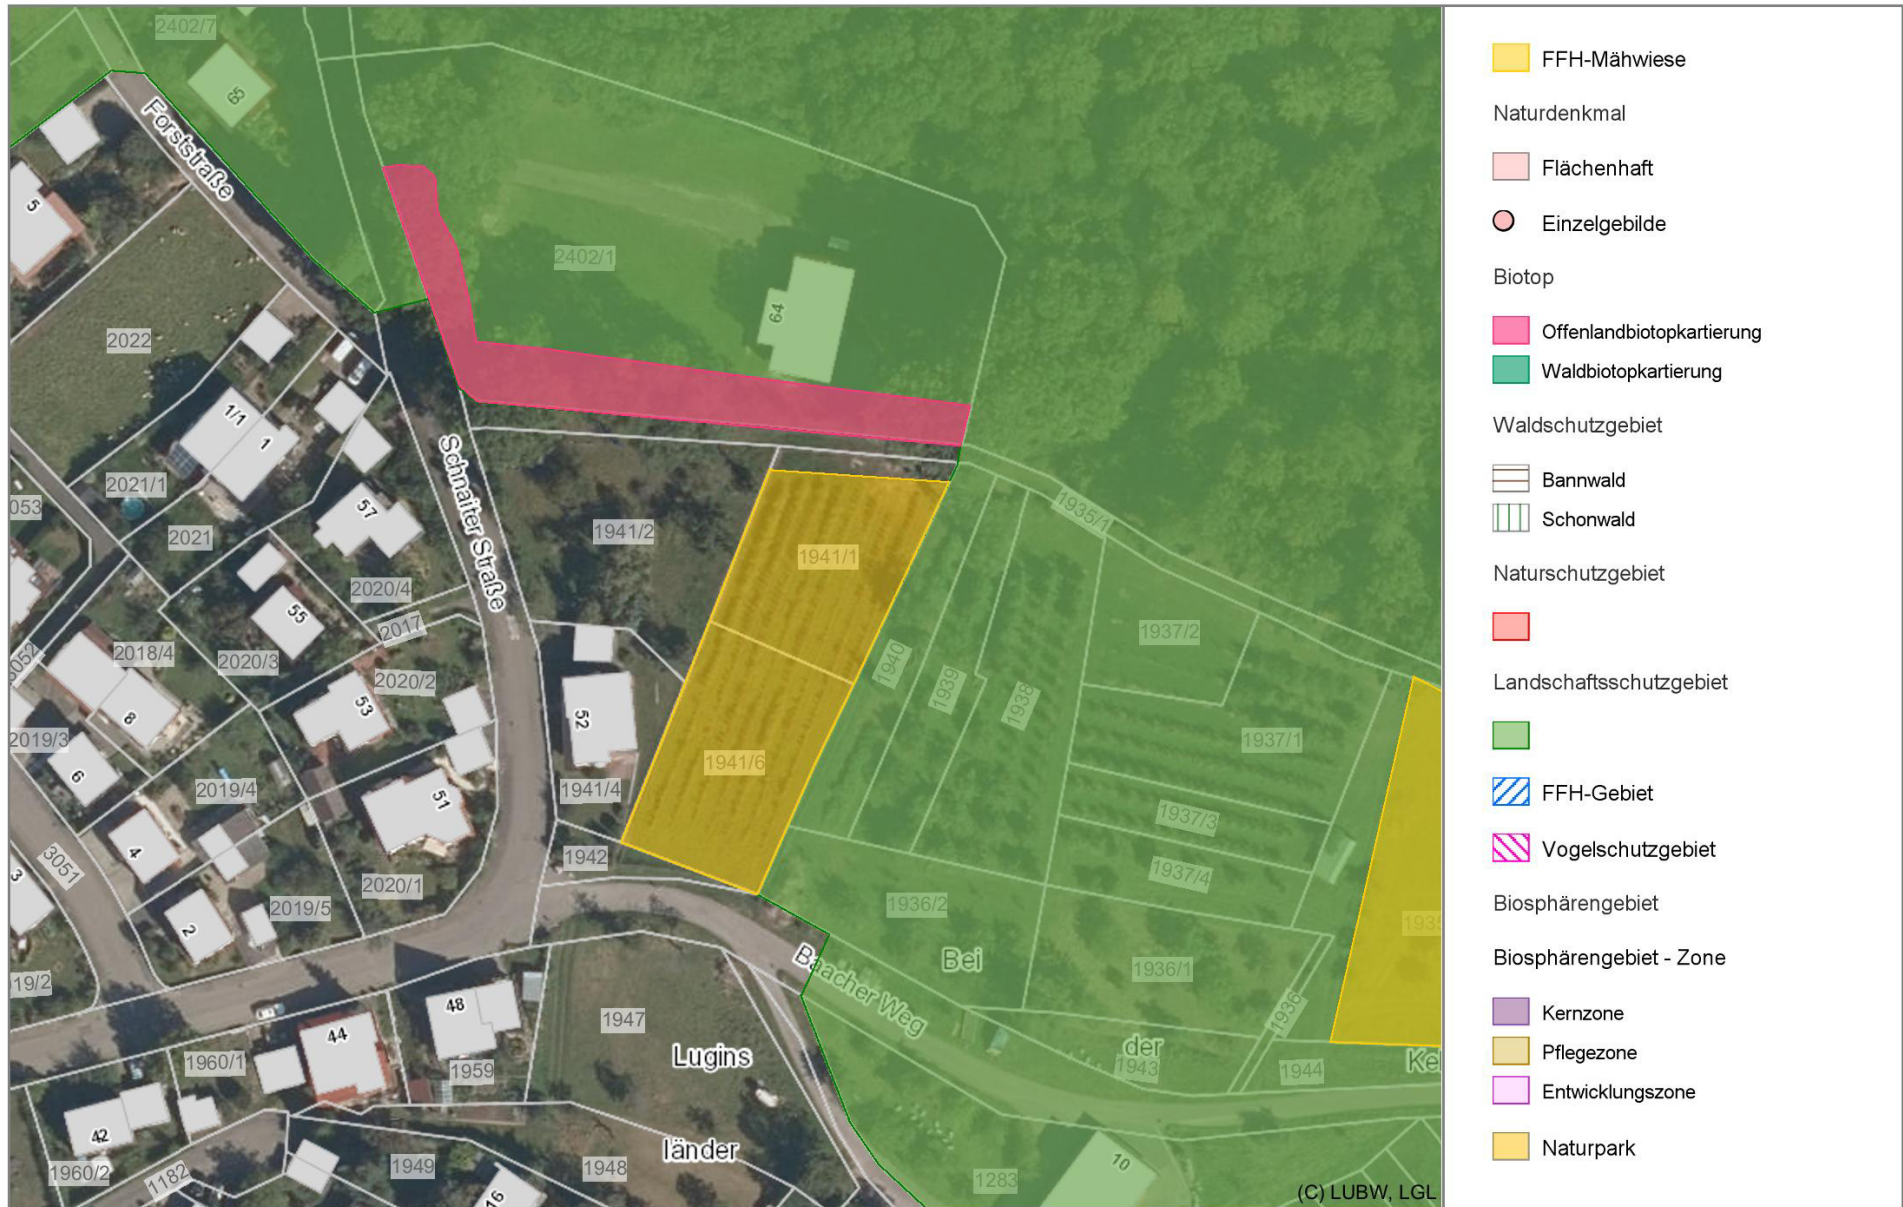 2402/7
65
Forststraße
5
2402/1
64
2022
1/1
1
2021/1
053
2021
57
Schnaiter Straße
1941/2
1941/1
1935/1
2020/4
2017
55
2018/4
2020/3
2020/2
1937/2
1940
1939
1938
8
53
52
2019/3
6
1937/1
1941/6
2019/4
1941/4
51
1937/3
4
3051
1942
1937/4
3
2020/1
2019/5
1936/2
1935
2
Baacher Weg
Bei
1936/1
19/2
1936
48
44
1947
Lugins
der
1943
1944
1960/1
1959
42
länder
1960/2
1182
1949
1948
16
10
1283
(C) LUBW, LGL
FFH-Mähwiese
Naturdenkmal
Flächenhaft
Einzelgebilde
Biotop
Offenlandbiotopkartierung
Waldbiotopkartierung
Waldschutzgebiet
Bannwald
Schonwald
Naturschutzgebiet
Landschaftsschutzgebiet
FFH-Gebiet
Vogelschutzgebiet
Biosphärengebiet
Biosphärengebiet - Zone
Kernzone
Pflegezone
Entwicklungszone
Naturpark